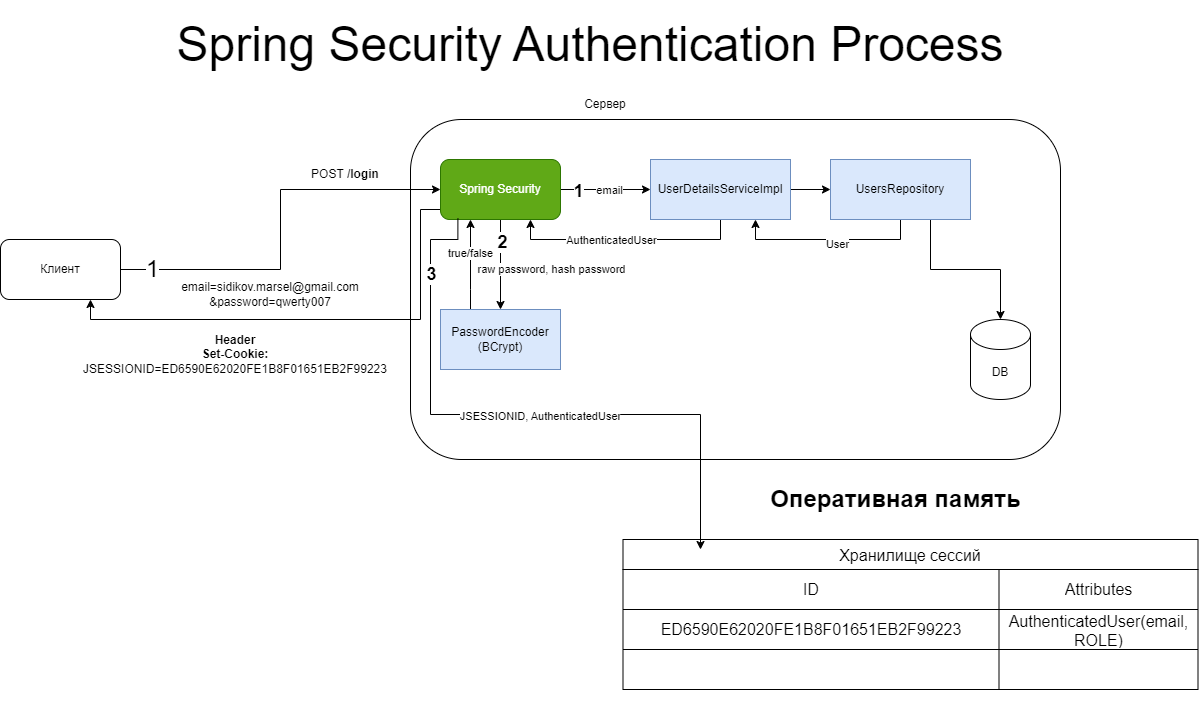 Spring Security Authentication Process
Сервер
POST /login
Spring Security
1
email
UserDetailsServiceImpl
UsersRepository
AuthenticatedUser
User
true/false
2
raw password, hash password
3
Клиент
1
email=sidikov.marsel@gmail.com
&password=qwerty007
PasswordEncoder
(BCrypt)
Header
Set-Cookie:
JSESSIONID=ED6590E62020FE1B8F01651EB2F99223
DB
JSESSIONID, AuthenticatedUser
Оперативная память
Хранилище сессий
ID
Attributes
ED6590E62020FE1B8F01651EB2F99223
AuthenticatedUser(email,
ROLE)